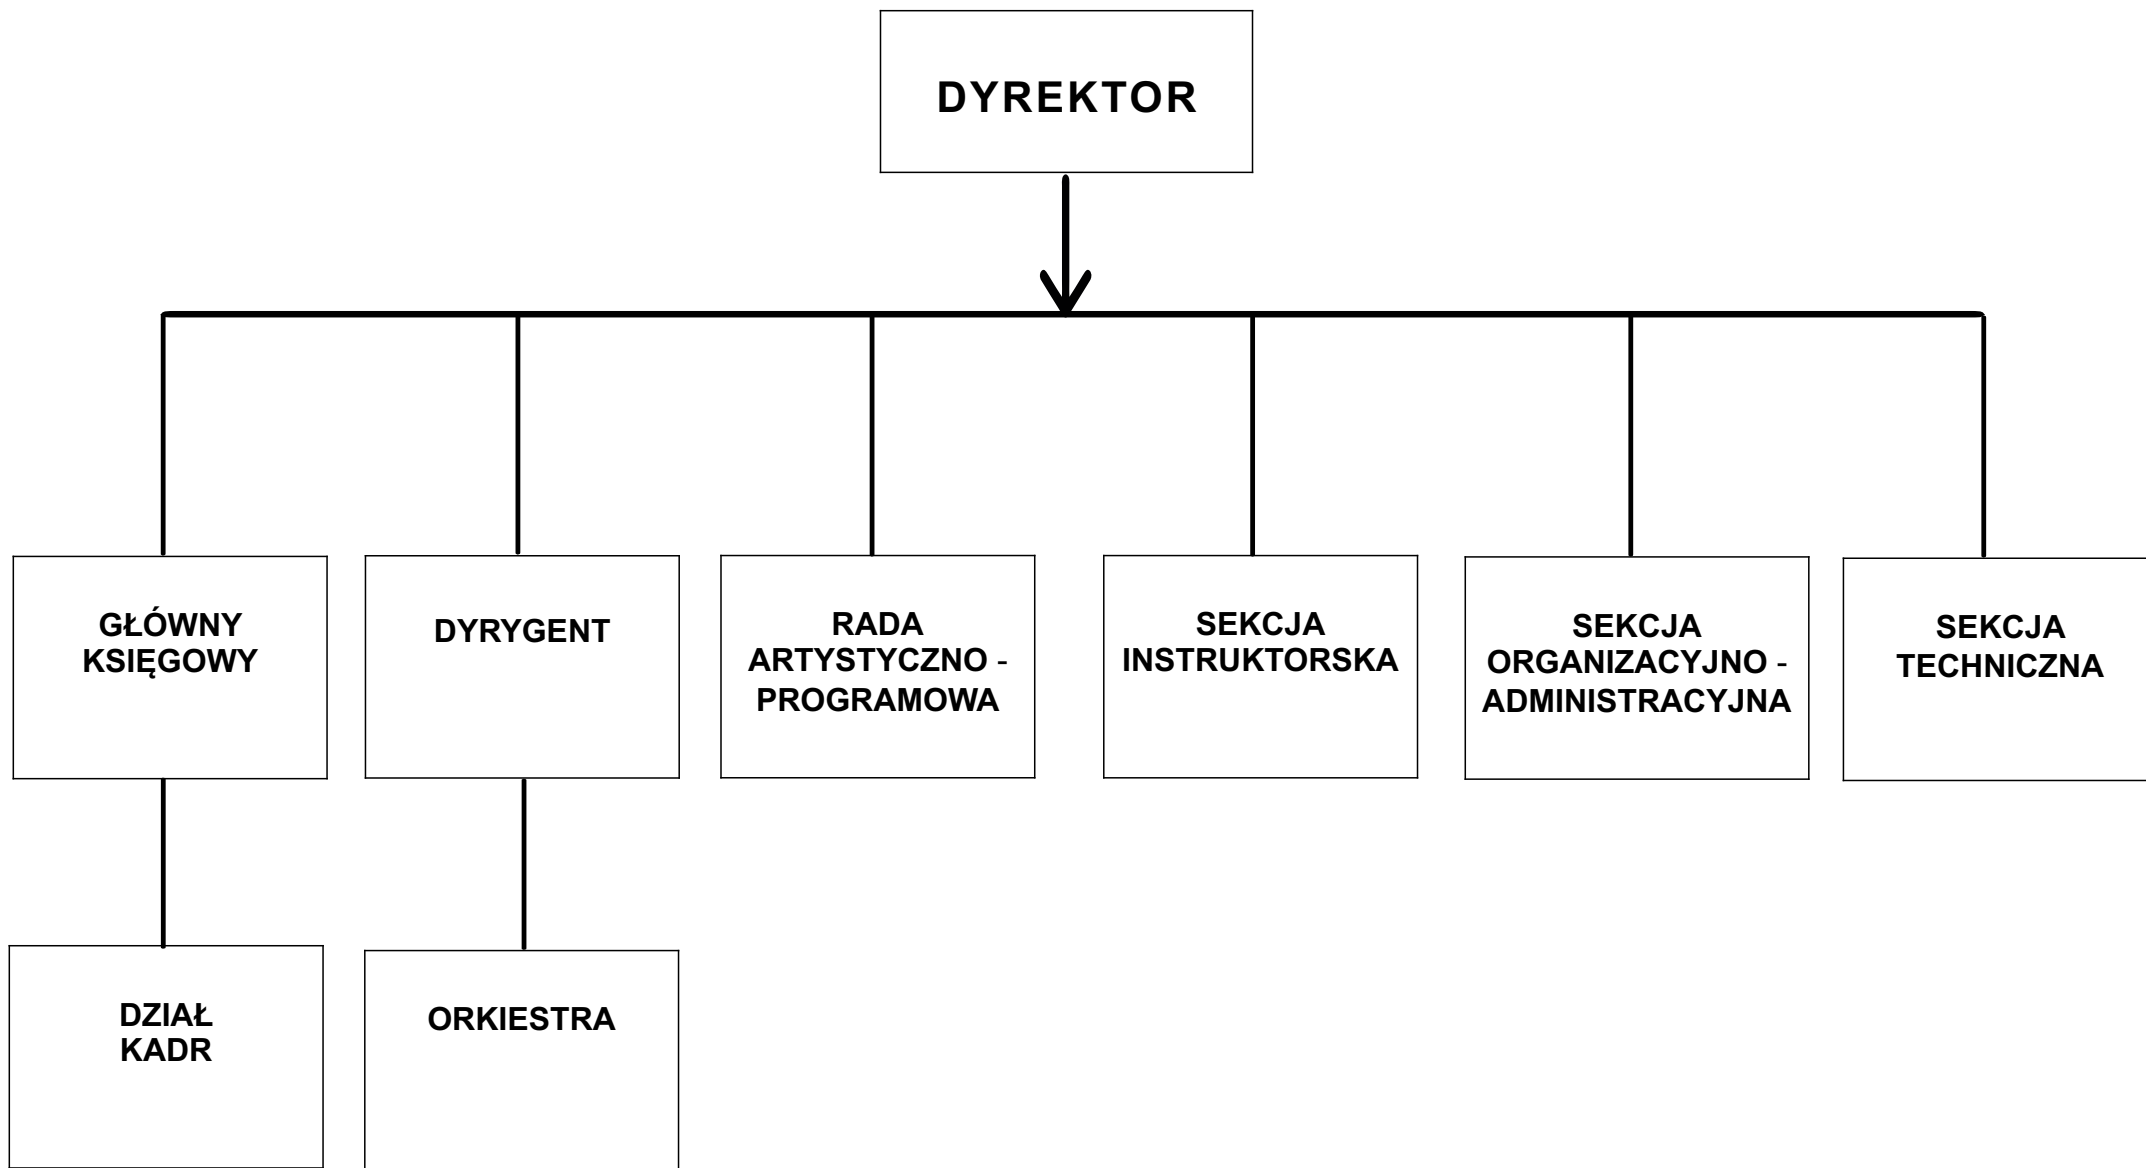 DYREKTOR
GŁÓWNY
KSIĘGOWY
DYRYGENT
RADA
ARTYSTYCZNO -
PROGRAMOWA
SEKCJA
INSTRUKTORSKA
SEKCJA
ORGANIZACYJNO -
ADMINISTRACYJNA
SEKCJA
TECHNICZNA
DZIAŁ
KADR
ORKIESTRA